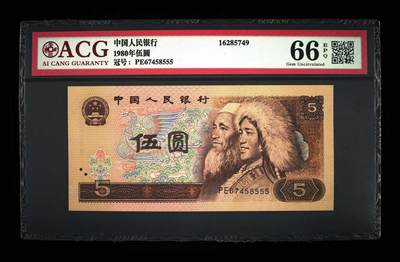 ACG
AI CANG GUARANTY
中国人民银行
1980年伍圆
冠号：PE67458555
16285749
66 EPQ
Gem Uncirculated
中国人民银行
5
伍圆
PE67458555
5
5